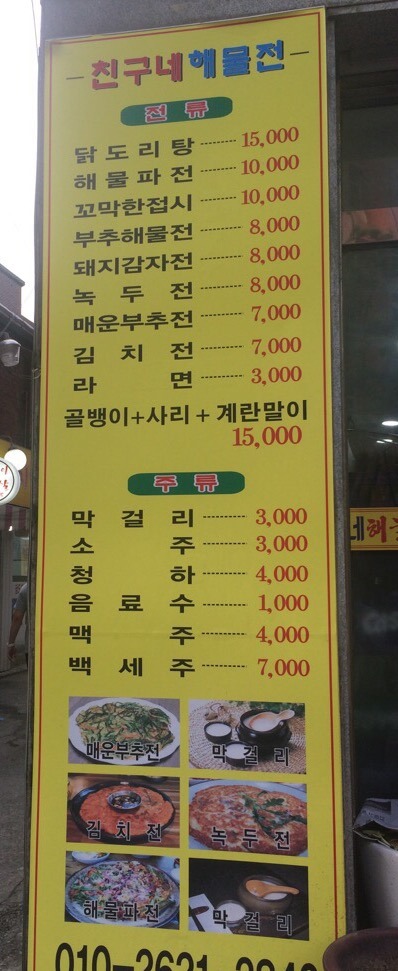 친구네해물전
전 류
닭도리탕 15,000
해물파전 10,000
꼬막한접시 10,000
부추해물전 8,000
돼지감자전 8,000
녹 두 전 8,000
매운부추전 7,000
김 치 전 7,000
라 면 3,000
골뱅이+사리+계란말이
15,000
주 류
막 걸 리 3,000
소 주 3,000
청 하 4,000
음 료 수 1,000
맥 주 4,000
백 세 주 7,000
매운부추전
막 걸 리
김 치 전
녹 두 전
해물파전
막 걸 리
네해